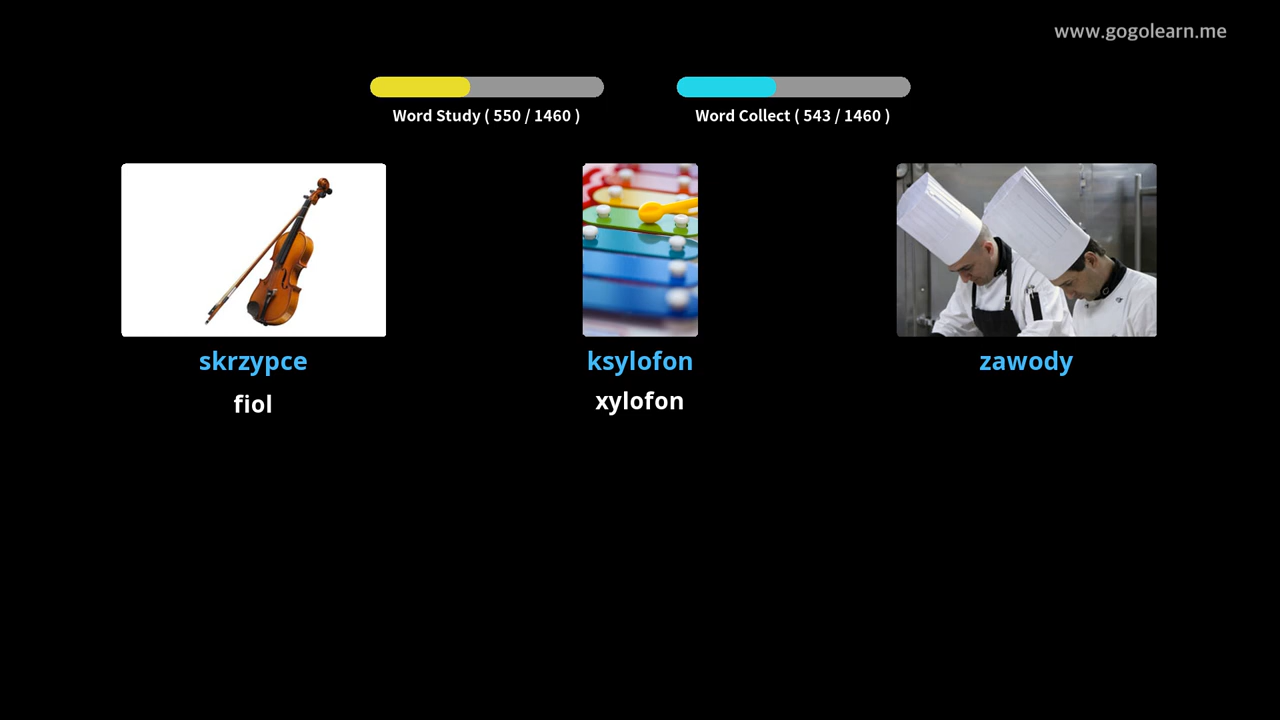 www.gogolearn.me
Word Study ( 550 / 1460 )
Word Collect ( 543 / 1460 )
skrzypce
fiol
ksylofon
xylofon
zawody